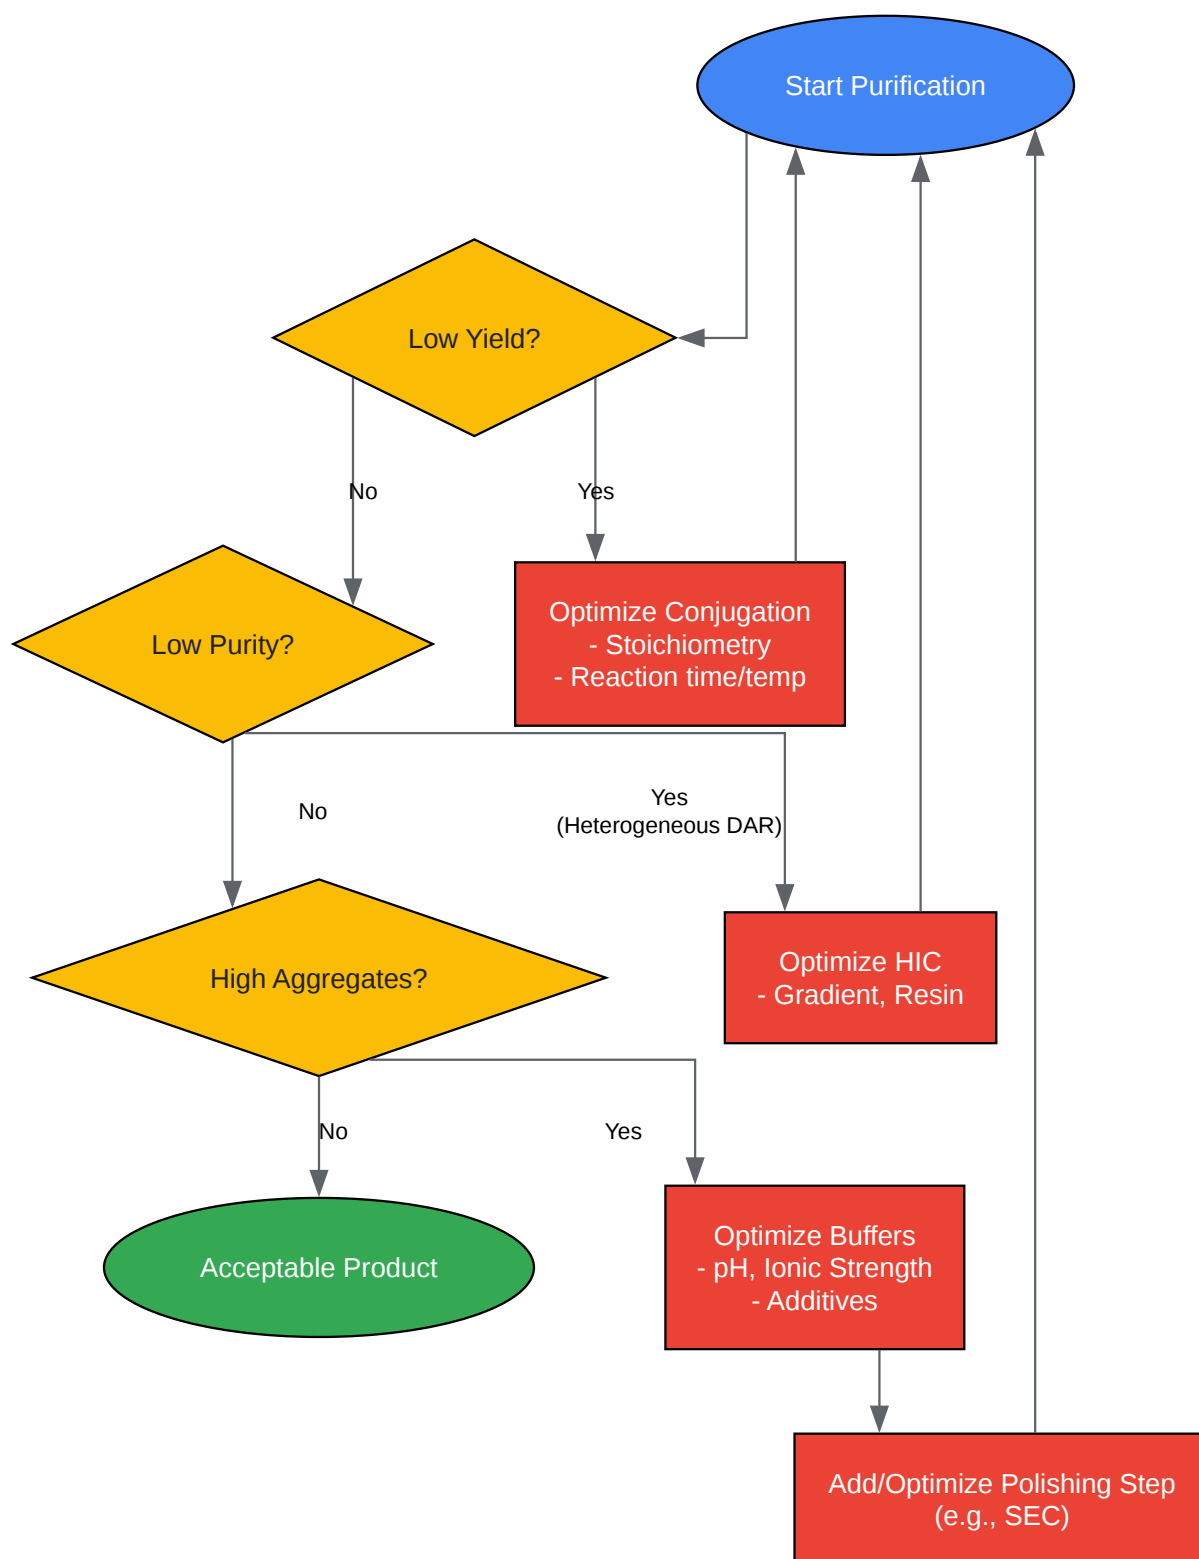 Start Purification
Low Yield?
No
Yes
Low Purity?
Optimize Conjugation
- Stoichiometry
- Reaction time/temp
No
Yes
(Heterogeneous DAR)
High Aggregates?
Optimize HIC
- Gradient, Resin
No
Yes
Acceptable Product
Optimize Buffers
- pH, Ionic Strength
- Additives
Add/Optimize Polishing Step
(e.g., SEC)